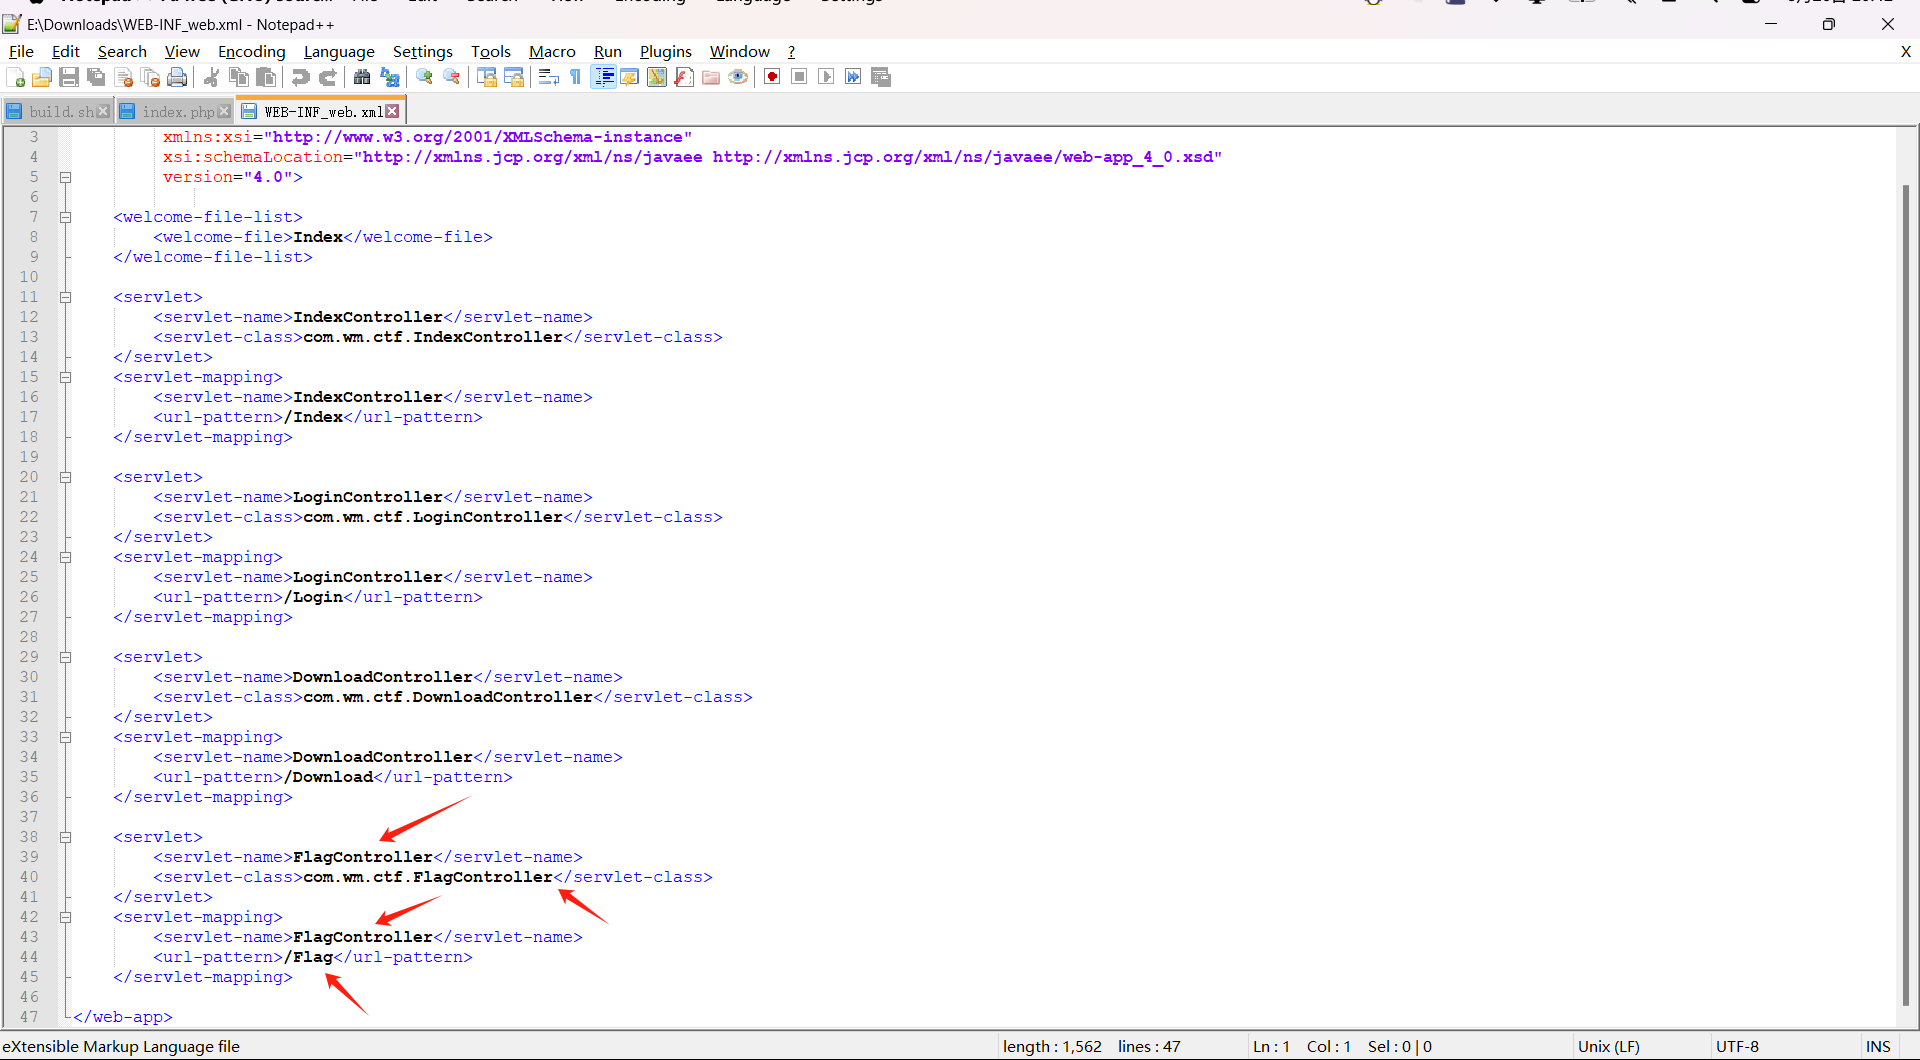 E:\Downloads\WEB-INF_web.xml - Notepad++
File Edit Search View Encoding Language Settings Tools Macro Run Plugins Window ? X
build.sh index.php WEB-INF_web.xml
3 xmlns:xsi="http://www.w3.org/2001/XMLSchema-instance"
4 xsi:schemaLocation="http://xmlns.jcp.org/xml/ns/javaee http://xmlns.jcp.org/xml/ns/javaee/web-app_4_0.xsd"
5 version="4.0">
6
7 <welcome-file-list>
8 <welcome-file>Index</welcome-file>
9 </welcome-file-list>
10
11 <servlet>
12 <servlet-name>IndexController</servlet-name>
13 <servlet-class>com.wm.ctf.IndexController</servlet-class>
14 </servlet>
15 <servlet-mapping>
16 <servlet-name>IndexController</servlet-name>
17 <url-pattern>/Index</url-pattern>
18 </servlet-mapping>
19
20 <servlet>
21 <servlet-name>LoginController</servlet-name>
22 <servlet-class>com.wm.ctf.LoginController</servlet-class>
23 </servlet>
24 <servlet-mapping>
25 <servlet-name>LoginController</servlet-name>
26 <url-pattern>/Login</url-pattern>
27 </servlet-mapping>
28
29 <servlet>
30 <servlet-name>DownloadController</servlet-name>
31 <servlet-class>com.wm.ctf.DownloadController</servlet-class>
32 </servlet>
33 <servlet-mapping>
34 <servlet-name>DownloadController</servlet-name>
35 <url-pattern>/Download</url-pattern>
36 </servlet-mapping>
37
38 <servlet>
39 <servlet-name>FlagController</servlet-name>
40 <servlet-class>com.wm.ctf.FlagController</servlet-class>
41 </servlet>
42 <servlet-mapping>
43 <servlet-name>FlagController</servlet-name>
44 <url-pattern>/Flag</url-pattern>
45 </servlet-mapping>
46
47 </web-app>
eXtensible Markup Language file length : 1,562 lines : 47 Ln : 1 Col : 1 Sel : 0 | 0 Unix (LF) UTF-8 INS